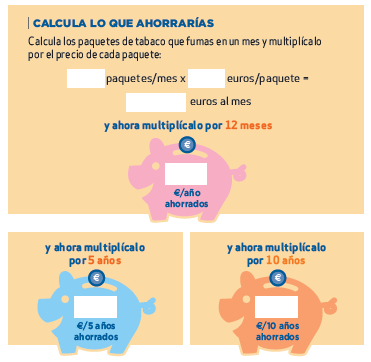 CALCULA LO QUE AHORRARÍAS
Calcula los paquetes de tabaco que fumas en un mes y multiplícalo
por el precio de cada paquete:
paquetes/mes x euros/paquete =
euros al mes
y ahora multiplícalo por 12 meses
€
€/año
ahorrados
y ahora multiplícalo
por 5 años
€
€/5 años
ahorrados
y ahora multiplícalo
por 10 años
€
€/10 años
ahorrados